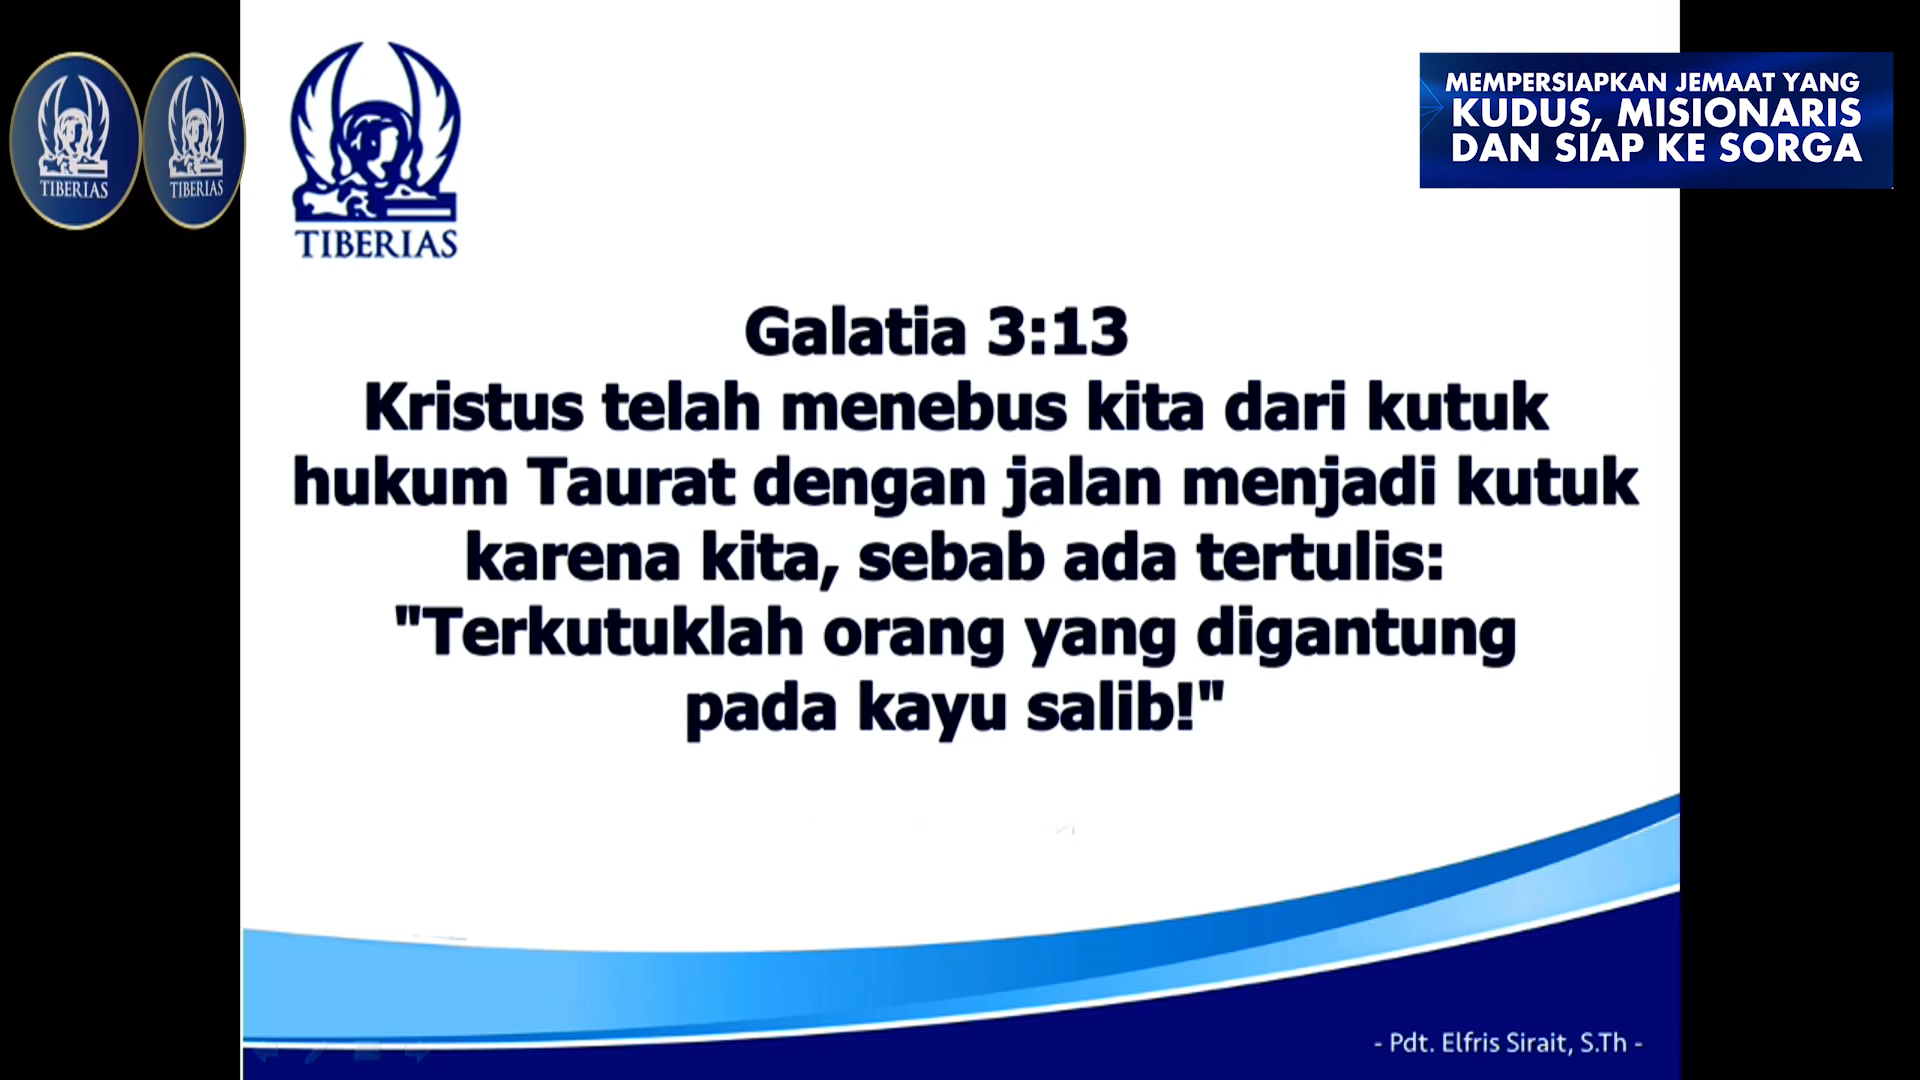 TIBERIAS
TIBERIAS
TIBERIAS
MEMPERSIAPKAN JEMAAT YANG
KUDUS, MISIONARIS
DAN SIAP KE SORGA
Galatia 3:13
Kristus telah menebus kita dari kutuk
hukum Taurat dengan jalan menjadi kutuk
karena kita, sebab ada tertulis:
"Terkutuklah orang yang digantung
pada kayu salib!"
- Pdt. Elfris Sirait, S.Th -